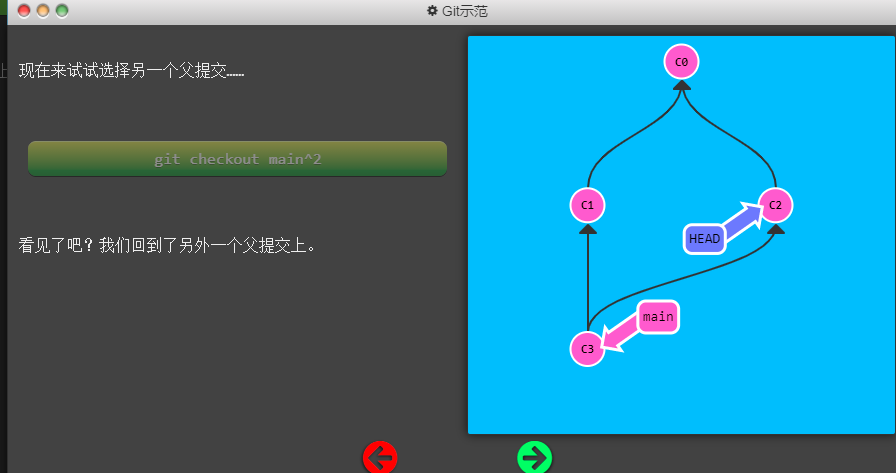 Git示范
现在来试试选择另一个父提交……
git checkout main^2
看见了吧？我们回到了另外一个父提交上。
C0
C1
C2
HEAD
main
C3